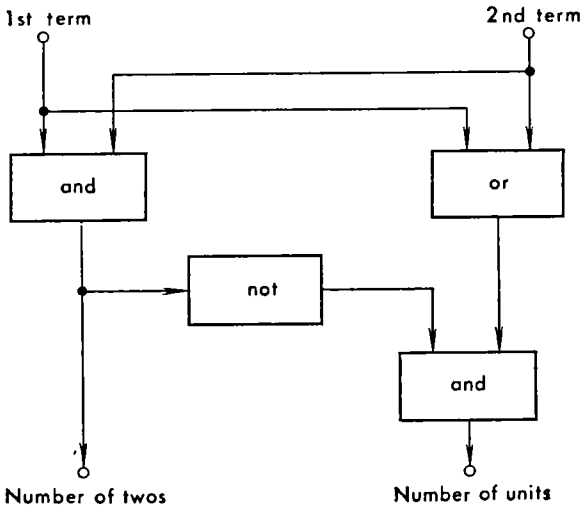 1st term
2nd term
and
or
not
and
Number of twos
Number of units